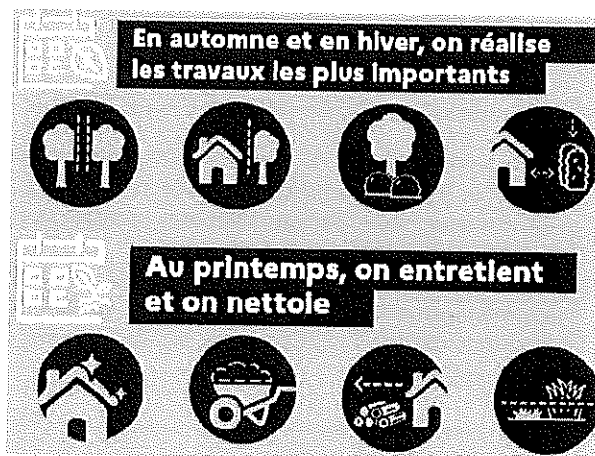 En automne et en hiver, on réalise
les travaux les plus importants
Au printemps, on entretient
et on nettoie